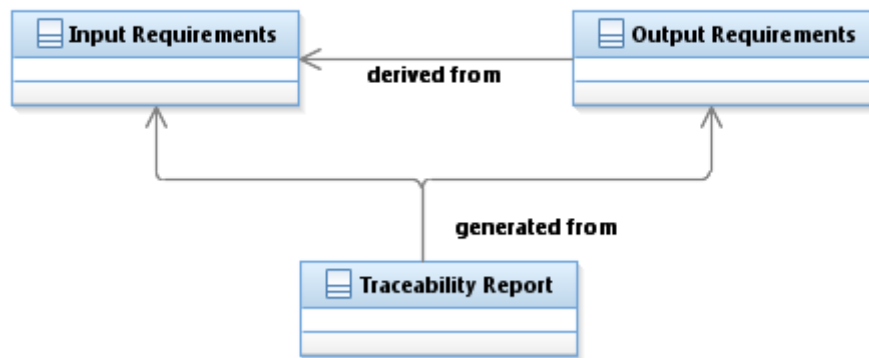 Input Requirements
Output Requirements
derived from
generated from
Traceability Report